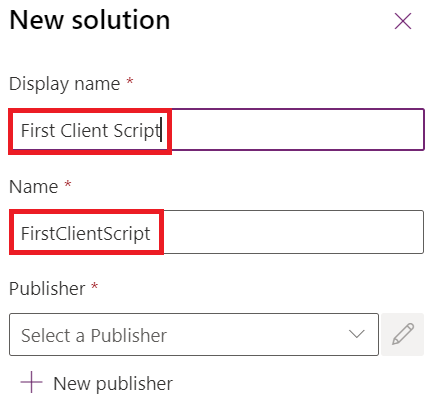 New solution
Display name *
First Client Script
Name *
FirstClientScript
Publisher *
Select a Publisher
New publisher